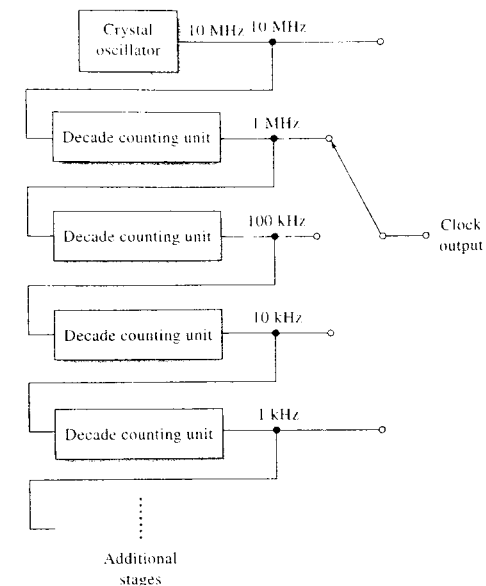 Crystal
oscillator
10 MHz 10 MHz
Decade counting unit
1 MHz
Decade counting unit
100 kHz
Clock
output
Decade counting unit
10 kHz
Decade counting unit
1 kHz
Additional
stages